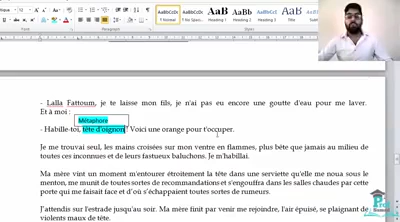 AaBbCcDc AaBbCcDc AaBb AaBbC AaB AaBbC
¶ Normal Heading 1 Heading 2 Title
- Lalla Fattoum, je te laisse mon fils, je n'ai pas eu encore une goutte d'eau pour me laver.
Et à moi :
Métaphore
- Habille-toi, tête d'oignon! Voici une orange pour t'occuper.
Je me trouvai seul, les mains croisées sur mon ventre en flammes, plus bête que jamais au milieu de
toutes ces inconnues et de leurs fastueux baluchons. Je m'habillai.
Ma mère vint un moment m'entourer étroitement la tête dans une serviette qu'elle me noua sous le
menton, me munit de toutes sortes de recommandations et s'engouffra dans les salles chaudes par cette
porte qui me faisait face et d'où s'échappaient toutes sortes de rumeurs.
J'attendis sur l'estrade jusqu'au soir. Ma mère finit par venir me rejoindre, l'air épuisé, se plaignant de
violents maux de tête.